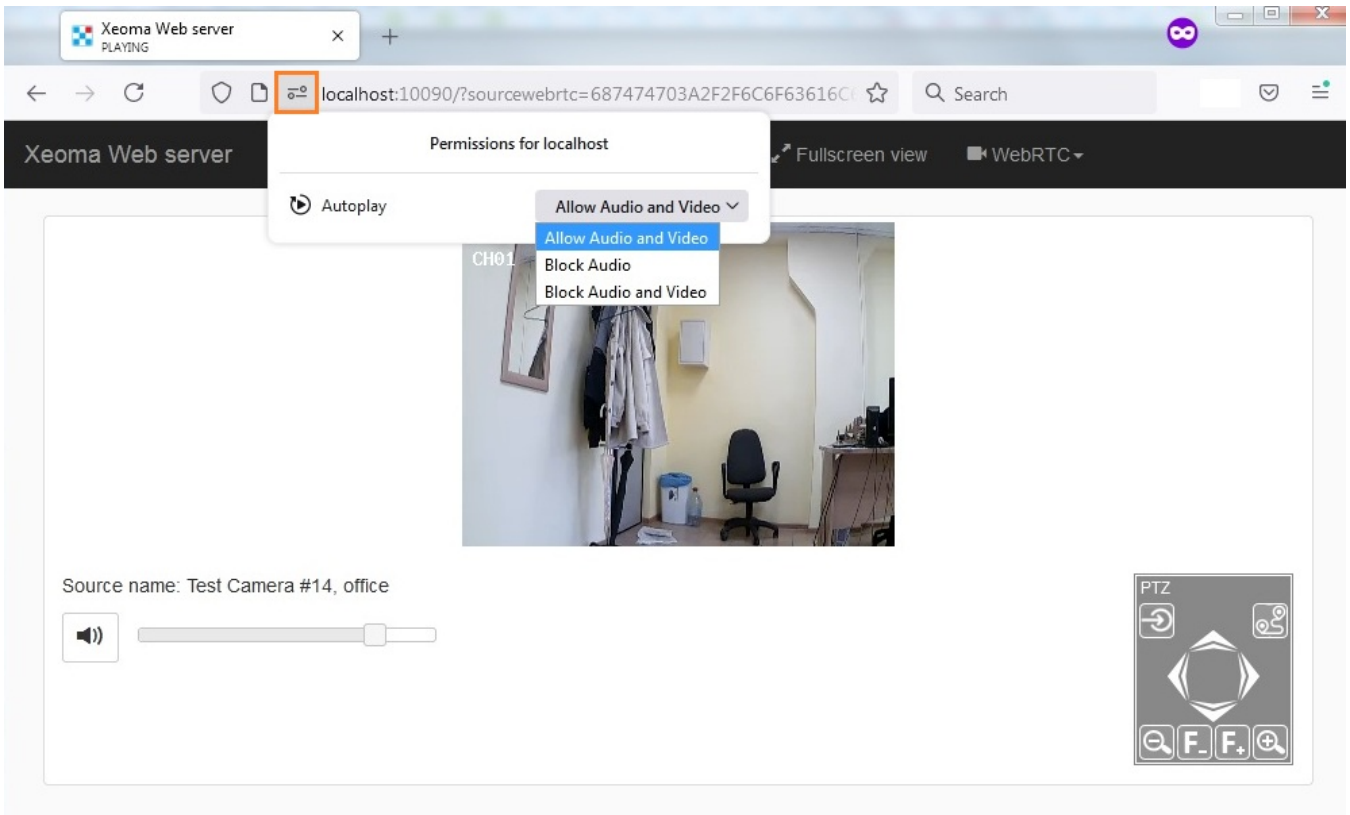 Xeoma Web server
PLAYING
localhost:10090/?sourcewebrtc=687474703A2F2F6C6F63616C6
Search
Permissions for localhost
Xeoma Web server
Fullscreen view
WebRTC
Autoplay
Allow Audio and Video
Allow Audio and Video
Block Audio
Block Audio and Video
CH01
Source name: Test Camera #14, office
PTZ
F-
F+